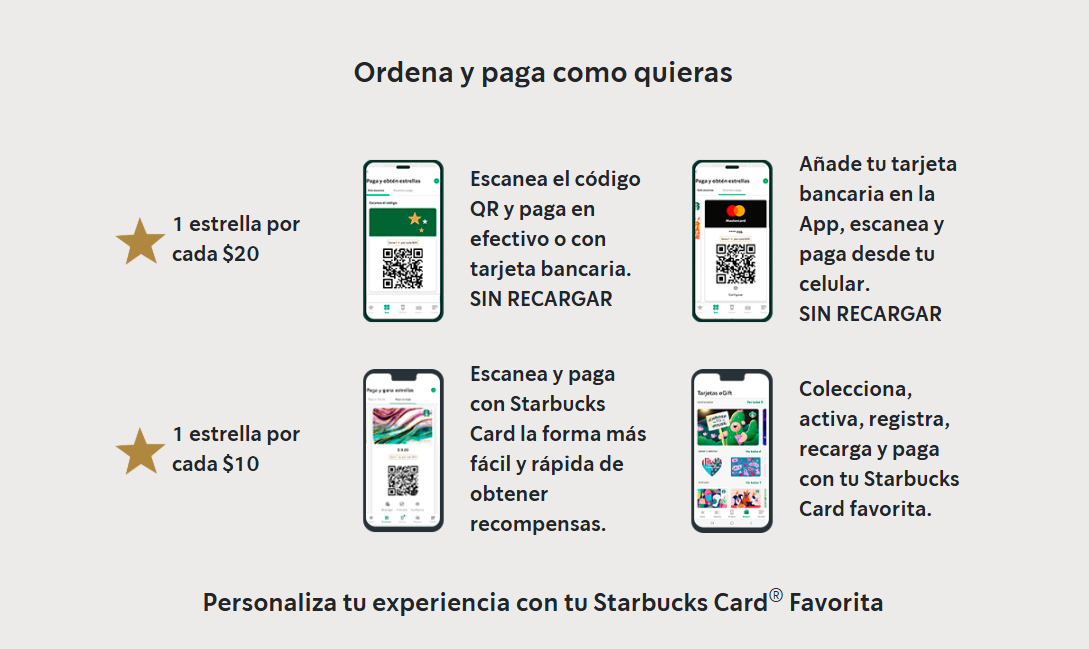 Ordena y paga como quieras
1 estrella por
cada $20
Paga y obtén estrellas
Escanea el código
QR y paga en
efectivo o con
tarjeta bancaria.
SIN RECARGAR
Paga y obtén estrellas
Mastercard
Añade tu tarjeta
bancaria en la
App, escanea y
paga desde tu
celular.
SIN RECARGAR
1 estrella por
cada $10
Paga y gana estrellas
Escanea y paga
con Starbucks
Card la forma más
fácil y rápida de
obtener
recompensas.
Tarjetas eGift
Colecciona,
activa, registra,
recarga y paga
con tu Starbucks
Card favorita.
Personaliza tu experiencia con tu Starbucks Card® Favorita